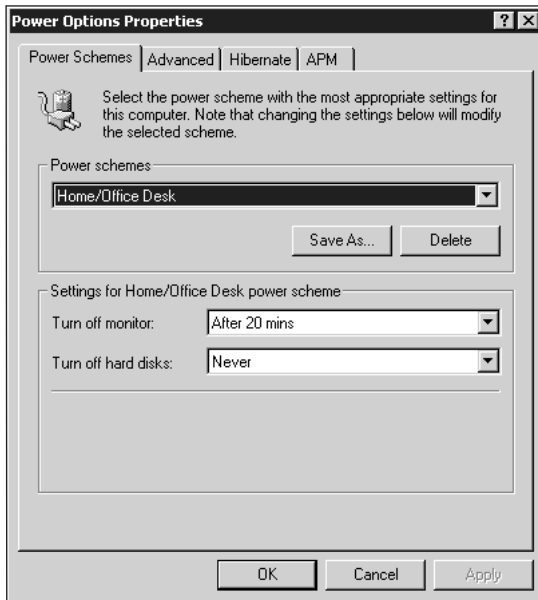 Power Options Properties
Power Schemes Advanced Hibernate APM
Select the power scheme with the most appropriate settings for
this computer. Note that changing the settings below will modify
the selected scheme.
Power schemes
Home/Office Desk
Save As... Delete
Settings for Home/Office Desk power scheme
Turn off monitor: After 20 mins
Turn off hard disks: Never
OK Cancel Apply